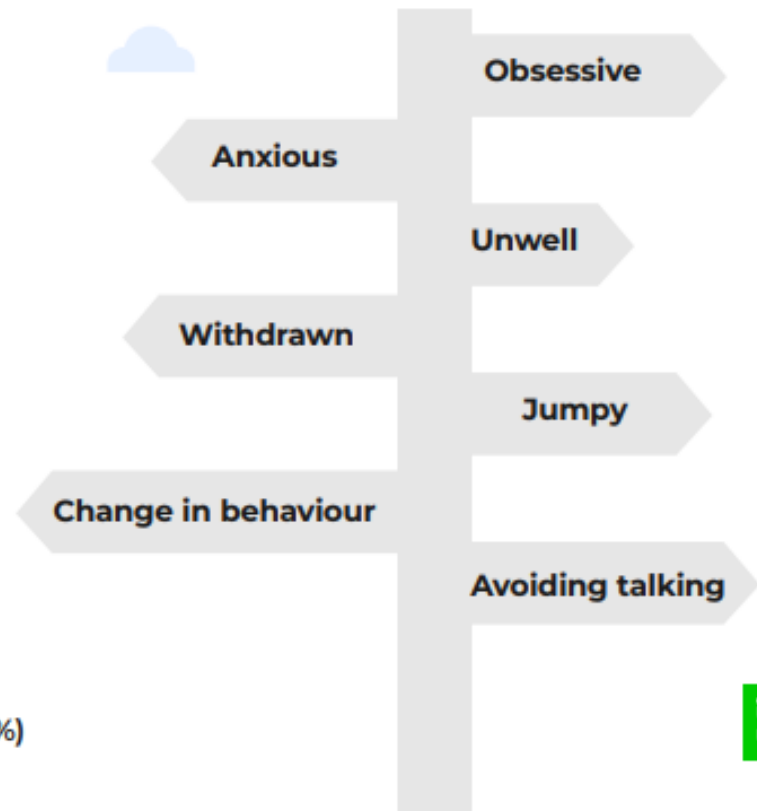 Obsessive
Anxious
Unwell
Withdrawn
Jumpy
Change in behaviour
Avoiding talking
%)